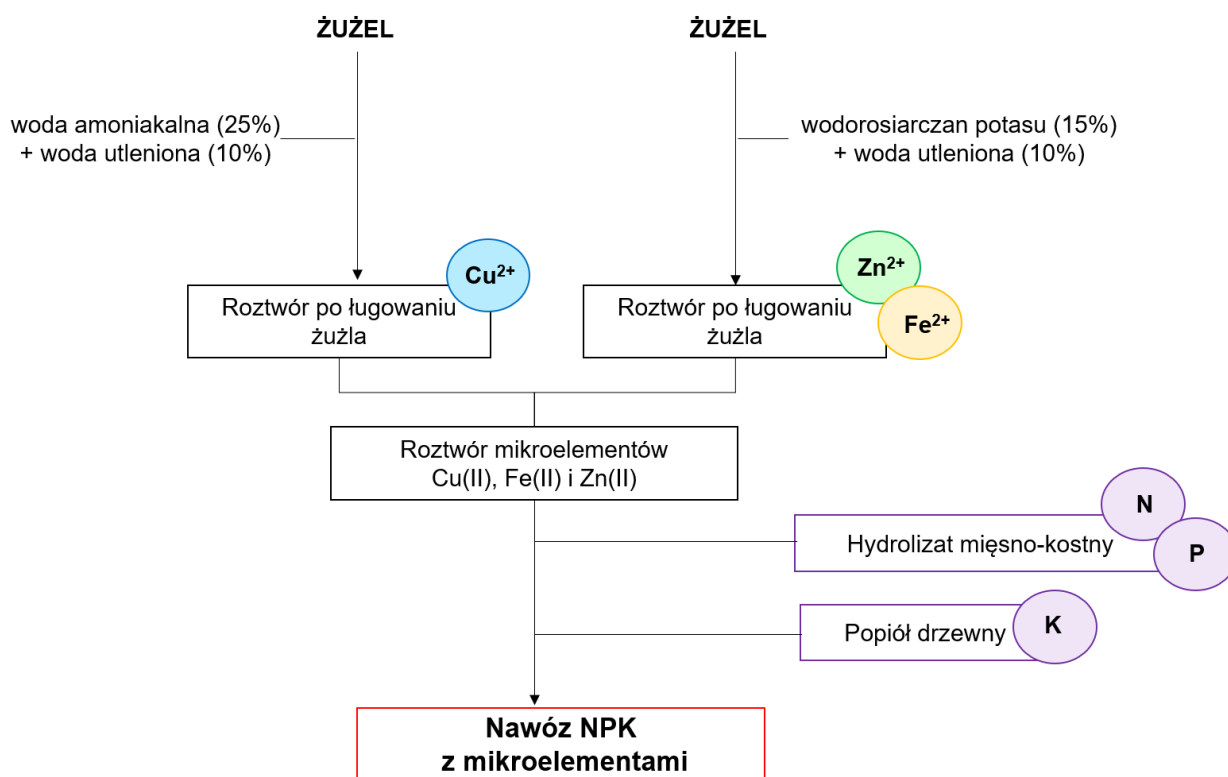 ŻUŻEL
ŻUŻEL
woda amoniakalna (25%)
+ woda utleniona (10%)
wodorosiarczan potasu (15%)
+ woda utleniona (10%)
Cu²⁺
Zn²⁺
Fe²⁺
Roztwór po ługowaniu
żużla
Roztwór po ługowaniu
żużla
Roztwór mikroelementów
Cu(II), Fe(II) i Zn(II)
N
P
Hydrolizat mięsno-kostny
K
Popiół drzewny
Nawóz NPK
z mikroelementami